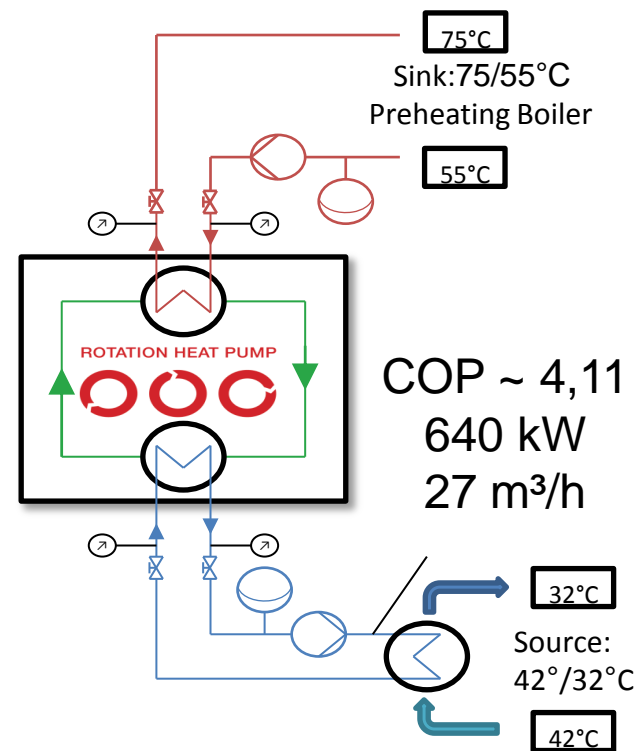 75°C
Sink:75/55°C
Preheating Boiler
55°C
ROTATION HEAT PUMP
COP ~ 4,11
640 kW
27 m³/h
32°C
Source:
42°/32°C
42°C